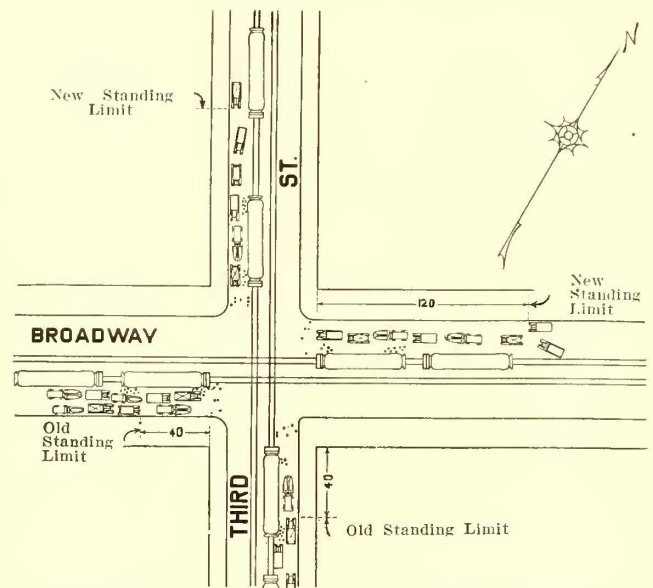 N
New Standing
Limit
ST.
New
Standing
Limit
120
BROADWAY
Old
Standing
Limit
40
THIRD
40
Old Standing Limit